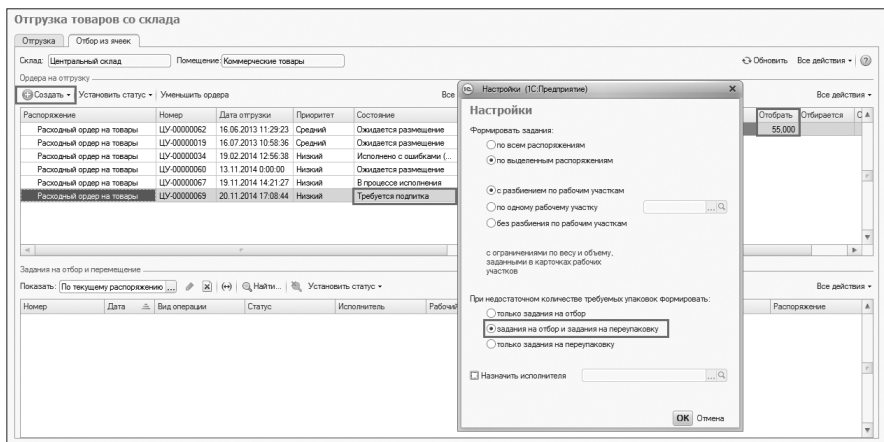 Отгрузка товаров со склада
Отгрузка Отбор из ячеек
Склад: Центральный склад Помещение: Коммерческие товары Обновить Все действия
Ордера на отгрузку
Создать Установить статус Уменьшить ордера Все Все действия
Распоряжение Номер Дата отгрузки Приоритет Состояние Отобрать Отбирается
Расходный ордер на товары ЦУ-00000062 16.06.2013 11:29:23 Средний Ожидается размещение 55,000
Расходный ордер на товары ЦУ-00000019 16.07.2013 10:58:36 Средний Ожидается размещение
Расходный ордер на товары ЦУ-00000034 19.02.2014 12:56:38 Низкий Исполнено с ошибками (...
Расходный ордер на товары ЦУ-00000060 13.11.2014 0:00:00 Низкий Ожидается размещение
Расходный ордер на товары ЦУ-00000067 19.11.2014 14:21:27 Низкий В процессе исполнения
Расходный ордер на товары ЦУ-00000069 20.11.2014 17:08:44 Низкий Требуется подпитка
Задания на отбор и перемещение
Показать: По текущему распоряжению ... Найти... Установить статус Все действия
Номер Дата Вид операции Статус Исполнитель Рабочий Распоряжение
Настройки (1С:Предприятие)
Настройки
Формировать задания:
по всем распоряжениям
по выделенным распоряжениям
с разбиением по рабочим участкам
по одному рабочему участку ...
без разбиения по рабочим участкам
с ограничениями по весу и объему,
заданными в карточках рабочих
участков
При недостаточном количестве требуемых упаковок формировать:
только задания на отбор
задания на отбор и задания на переупаковку
только задания на переупаковку
Назначить исполнителя ...
ОК Отмена